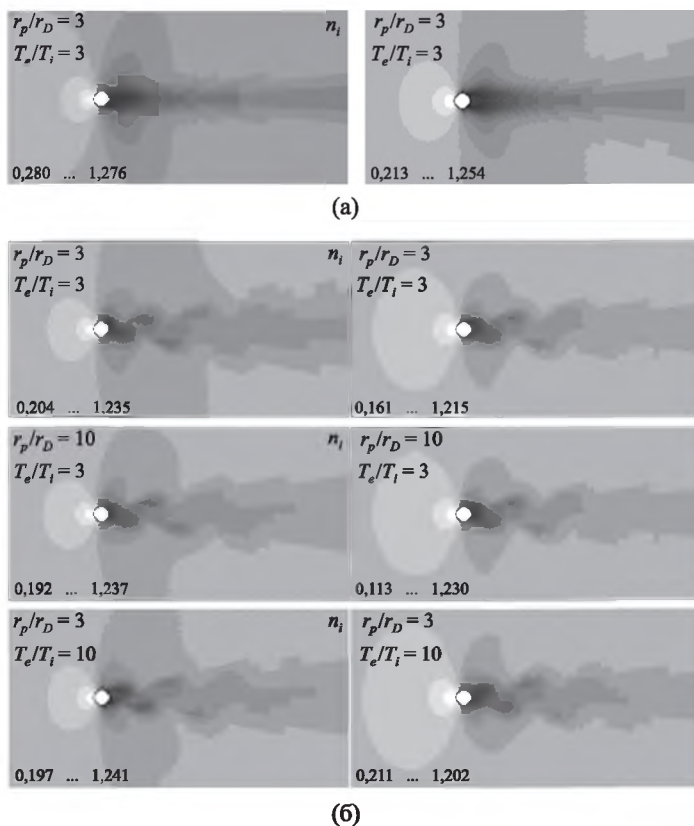 r_p/r_D = 3 n_i
T_e/T_i = 3
0,280 ... 1,276
r_p/r_D = 3
T_e/T_i = 3
0,213 ... 1,254
(а)
r_p/r_D = 3 n_i
T_e/T_i = 3
0,204 ... 1,235
r_p/r_D = 3
T_e/T_i = 3
0,161 ... 1,215
r_p/r_D = 10 n_i
T_e/T_i = 3
0,192 ... 1,237
r_p/r_D = 10
T_e/T_i = 3
0,113 ... 1,230
r_p/r_D = 3 n_i
T_e/T_i = 10
0,197 ... 1,241
r_p/r_D = 3
T_e/T_i = 10
0,211 ... 1,202
(б)